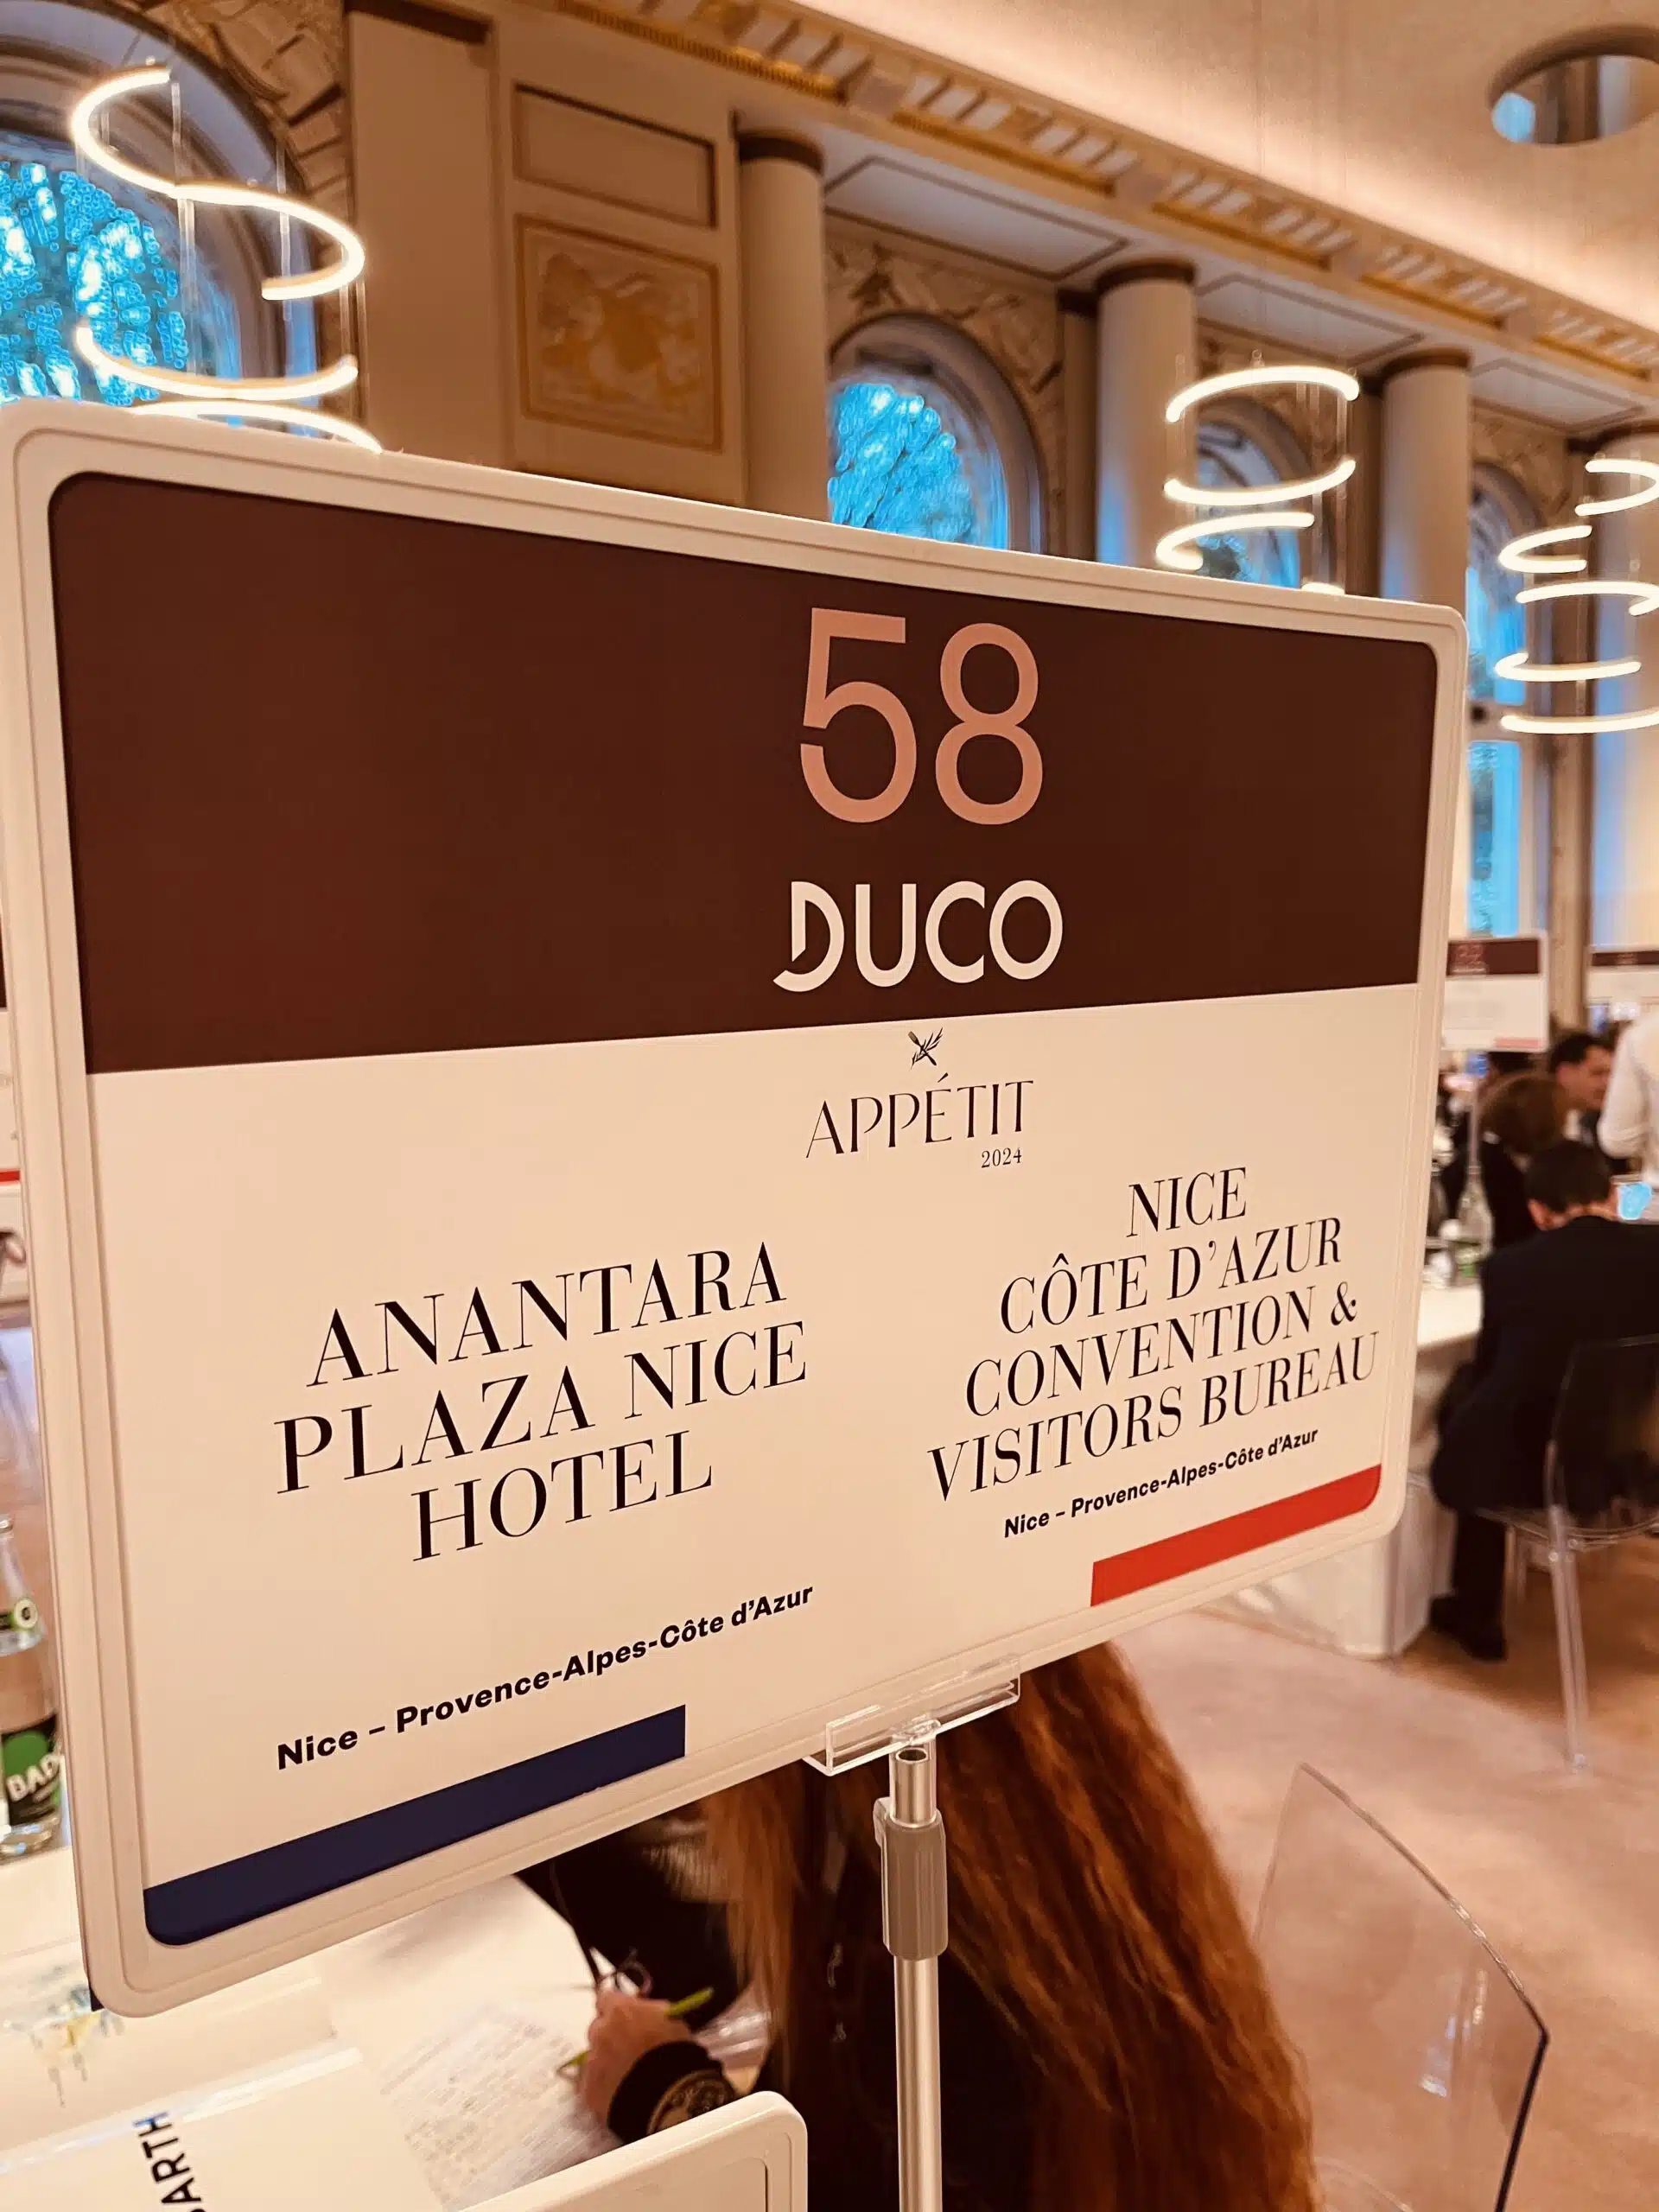 58
DUCO
APPÉTIT
2024
ANANTARA
PLAZA NICE
HOTEL
Nice – Provence-Alpes-Côte d'Azur
NICE
CÔTE D'AZUR
CONVENTION &
VISITORS BUREAU
Nice – Provence-Alpes-Côte d'Azur